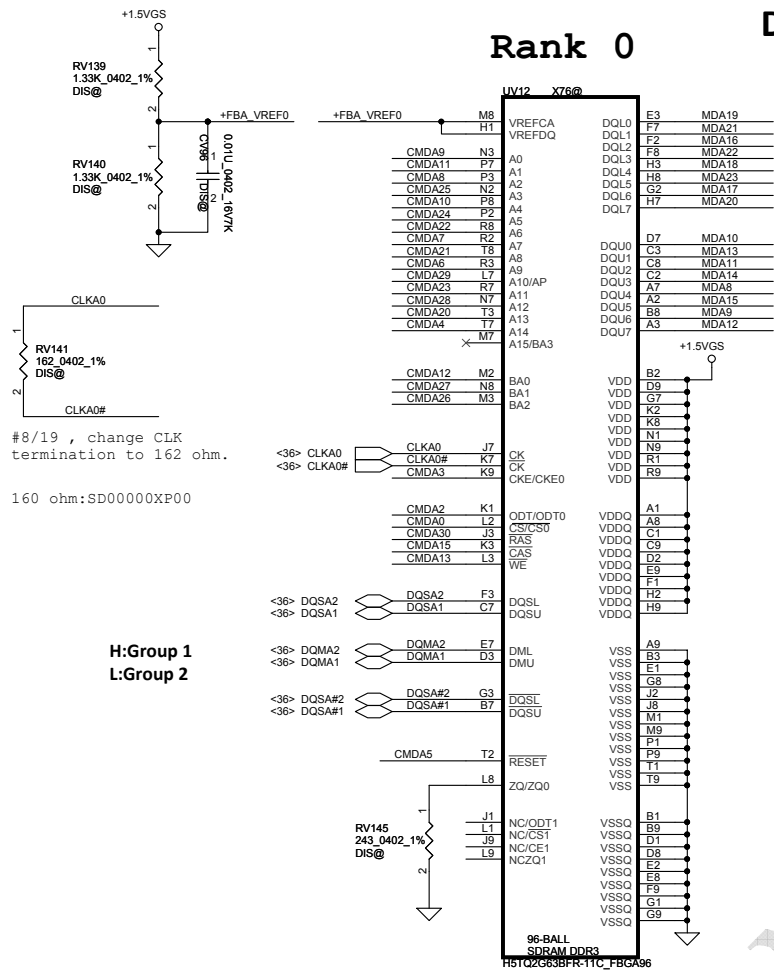 Rank 0
D
+1.5VGS
1
RV139
1.33K_0402_1%
DIS@
2
+FBA_VREF0
1
RV140
1.33K_0402_1%
DIS@
2
CV96
1
2
DIS@
0.01U_0402_16V7K
CLKA0
1
RV141
162_0402_1%
DIS@
2
CLKA0#
#8/19 , change CLK
termination to 162 ohm.
160 ohm:SD00000XP00
H:Group 1
L:Group 2
UV12 X76@
+FBA_VREF0 M8 VREFCA
H1 VREFDQ
CMDA9 N3 A0
CMDA11 P7 A1
CMDA8 P3 A2
CMDA25 N2 A3
CMDA10 P8 A4
CMDA24 P2 A5
CMDA22 R8 A6
CMDA7 R2 A7
CMDA21 T8 A8
CMDA6 R3 A9
CMDA29 L7 A10/AP
CMDA23 R7 A11
CMDA28 N7 A12
CMDA20 T3 A13
CMDA4 T7 A14
M7 A15/BA3
CMDA12 M2 BA0
CMDA27 N8 BA1
CMDA26 M3 BA2
<36> CLKA0 CLKA0 J7 CK
<36> CLKA0# CLKA0# K7 CK
CMDA3 K9 CKE/CKE0
CMDA2 K1 ODT/ODT0
CMDA0 L2 CS/CS0
CMDA30 J3 RAS
CMDA15 K3 CAS
CMDA13 L3 WE
<36> DQSA2 DQSA2 F3 DQSL
<36> DQSA1 DQSA1 C7 DQSU
<36> DQMA2 DQMA2 E7 DML
<36> DQMA1 DQMA1 D3 DMU
<36> DQSA#2 DQSA#2 G3 DQSL
<36> DQSA#1 DQSA#1 B7 DQSU
CMDA5 T2 RESET
L8 ZQ/ZQ0
1
RV145
243_0402_1%
DIS@
2
J1 NC/ODT1
L1 NC/CS1
J9 NC/CE1
L9 NCZQ1
DQL0 E3 MDA19
DQL1 F7 MDA21
DQL2 F2 MDA16
DQL3 F8 MDA22
DQL4 H3 MDA18
DQL5 H8 MDA23
DQL6 G2 MDA17
DQL7 H7 MDA20
DQU0 D7 MDA10
DQU1 C3 MDA13
DQU2 C8 MDA11
DQU3 C2 MDA14
DQU4 A7 MDA8
DQU5 A2 MDA15
DQU6 B8 MDA9
DQU7 A3 MDA12
+1.5VGS
VDD B2
VDD D9
VDD G7
VDD K2
VDD K8
VDD N1
VDD N9
VDD R1
VDD R9
VDDQ A1
VDDQ A8
VDDQ C1
VDDQ C9
VDDQ D2
VDDQ E9
VDDQ F1
VDDQ H2
VDDQ H9
VSS A9
VSS B3
VSS E1
VSS G8
VSS J2
VSS J8
VSS M1
VSS M9
VSS P1
VSS P9
VSS T1
VSS T9
VSSQ B1
VSSQ B9
VSSQ D1
VSSQ D8
VSSQ E2
VSSQ E8
VSSQ F9
VSSQ G1
VSSQ G9
96-BALL
SDRAM DDR3
H5TQ2G63BFR-11C_FBGA96